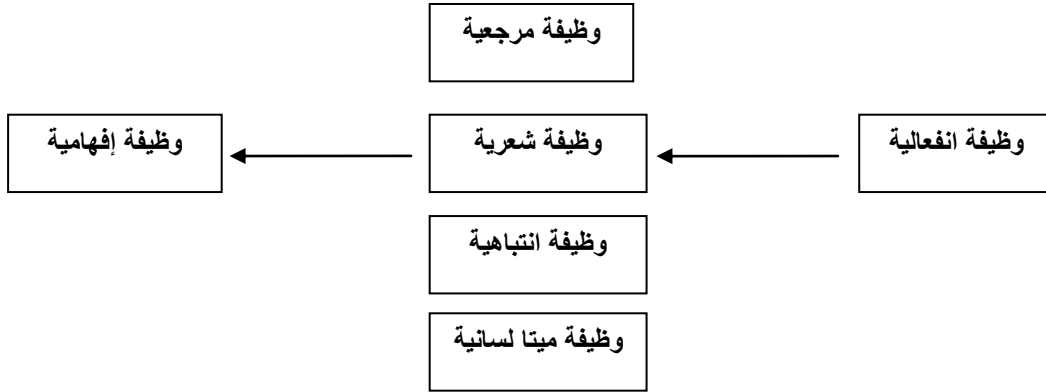 وظيفة مرجعية
وظيفة انفعالية
وظيفة شعرية
وظيفة إفهامية
وظيفة انتباهية
وظيفة ميتا لسانية